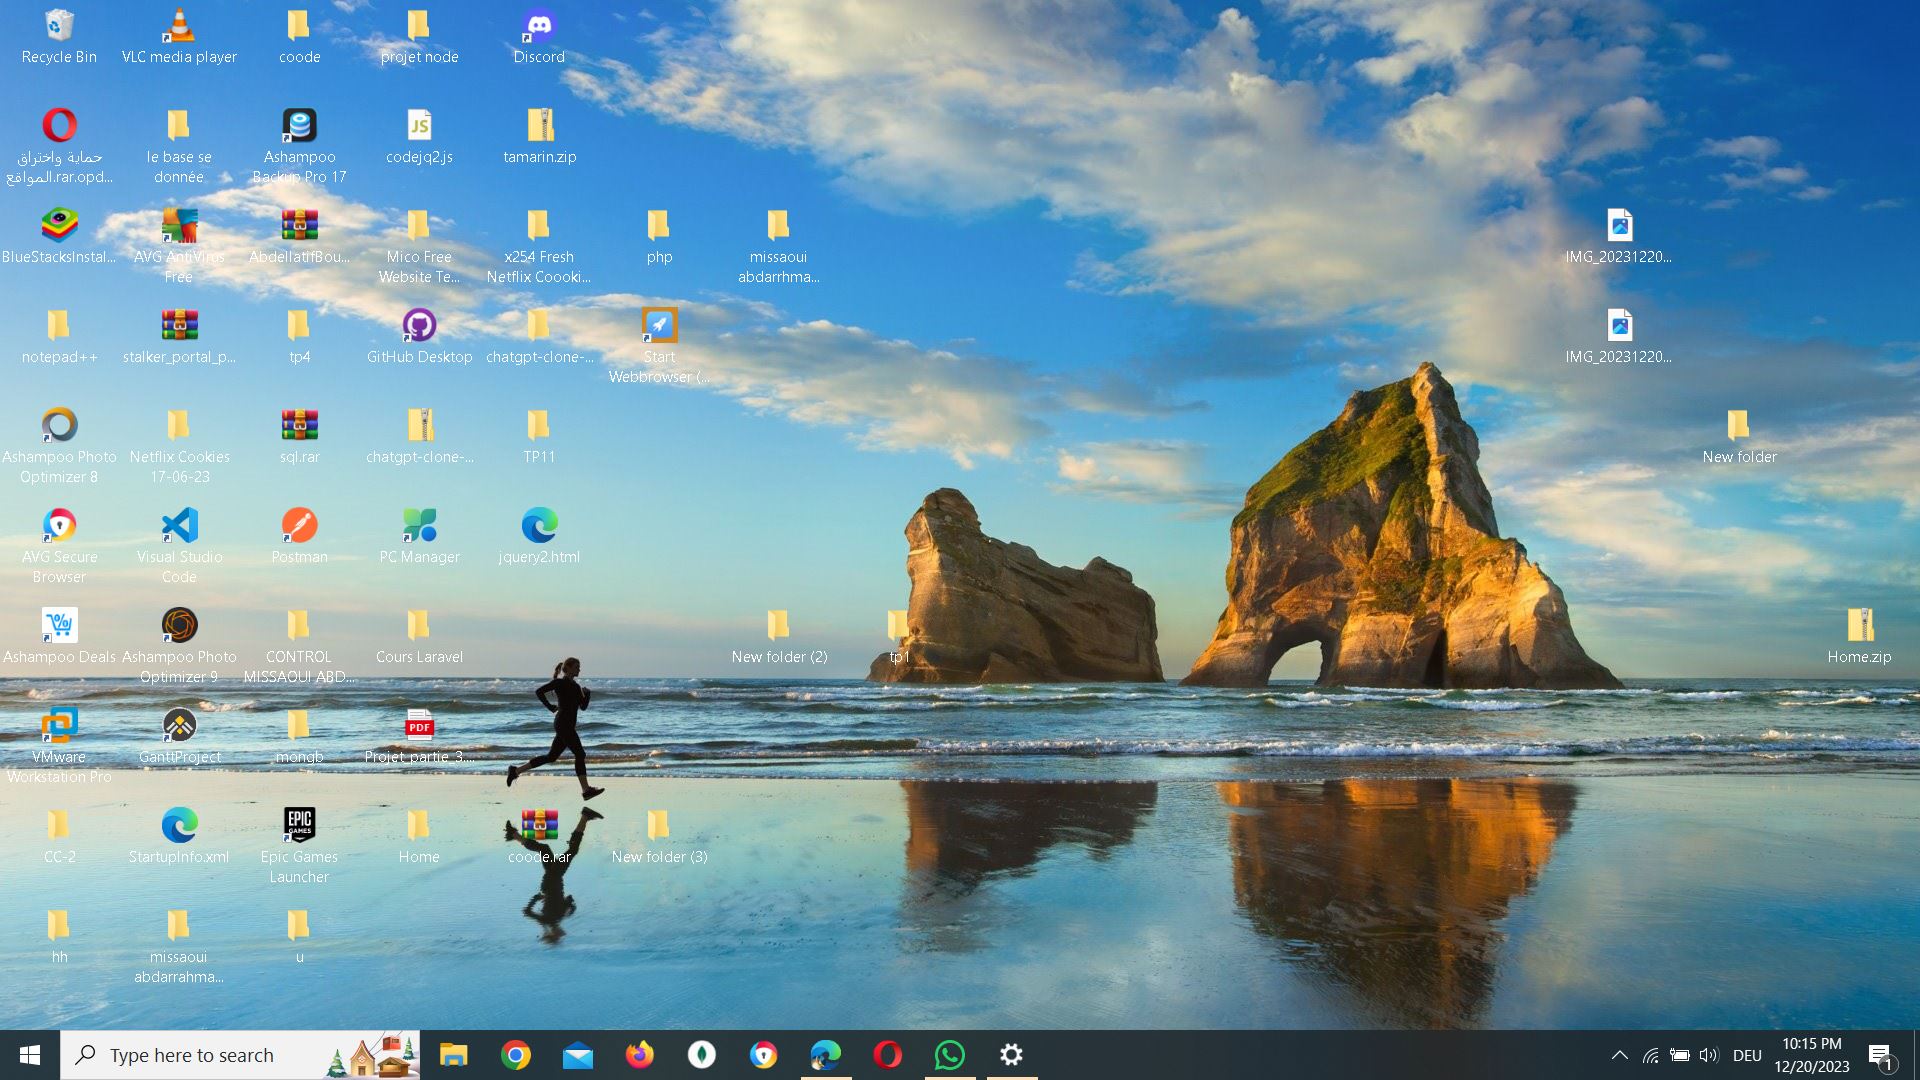 Recycle Bin
VLC media player
coode
projet node
Discord
حماية واختراق
المواقع.rar.opd...
le base se
donnée
Ashampoo
Backup Pro 17
JS
codejq2.js
tamarin.zip
BlueStacksInstal...
AVG AntiVirus
Free
AbdellatifBou...
Mico Free
Website Te...
x254 Fresh
Netflix Coooki...
php
missaoui
abdarrhma...
IMG_20231220...
notepad++
stalker_portal_p...
tp4
GitHub Desktop
chatgpt-clone-...
Start
Webbrowser (...
IMG_20231220...
Ashampoo Photo
Optimizer 8
Netflix Cookies
17-06-23
sql.rar
chatgpt-clone-...
TP11
New folder
AVG Secure
Browser
Visual Studio
Code
Postman
PC Manager
jquery2.html
%
Ashampoo Deals
Ashampoo Photo
Optimizer 9
CONTROL
MISSAOUI ABD...
Cours Laravel
New folder (2)
tp1
Home.zip
VMware
Workstation Pro
GanttProject
mongb
PDF
Projet_partie_3....
CC-2
StartupInfo.xml
EPIC
GAMES
Epic Games
Launcher
Home
coode.rar
New folder (3)
hh
missaoui
abdarrahma...
u
Type here to search
DEU
10:15 PM
12/20/2023
1